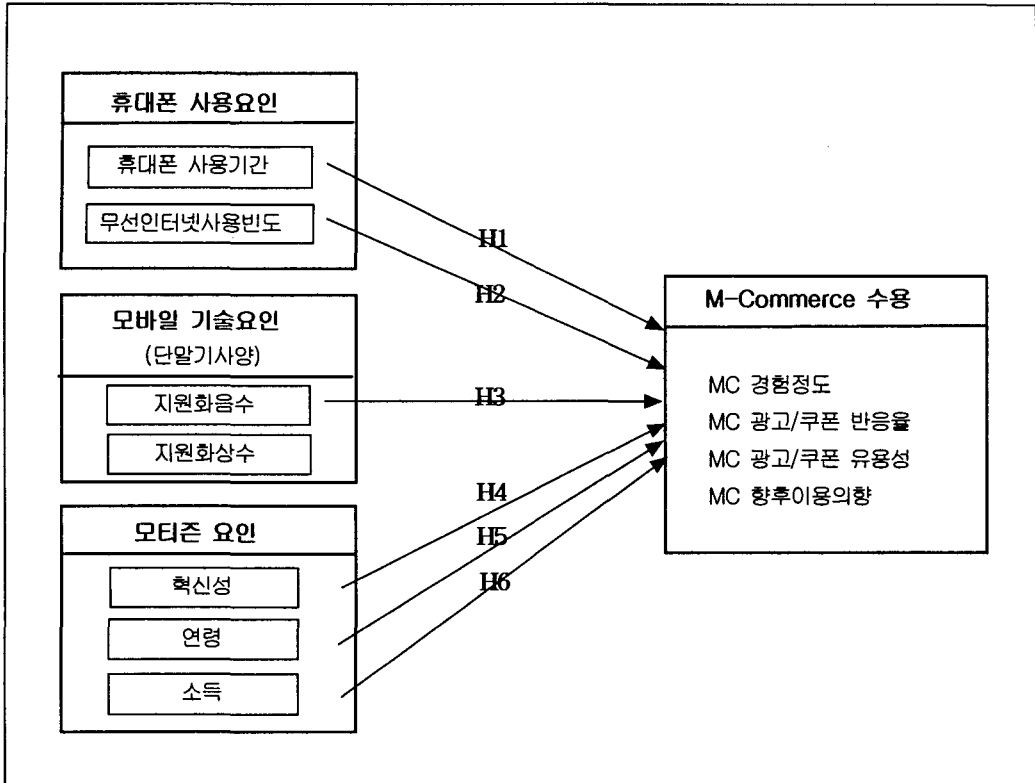 휴대폰 사용요인
휴대폰 사용기간
무선인터넷사용빈도
모바일 기술요인
(단말기사양)
지원화음수
지원화상수
모티즌 요인
혁신성
연령
소득
H1
H2
H3
H4
H5
H6
M-Commerce 수용
MC 경험정도
MC 광고/쿠폰 반응율
MC 광고/쿠폰 유용성
MC 향후이용의향